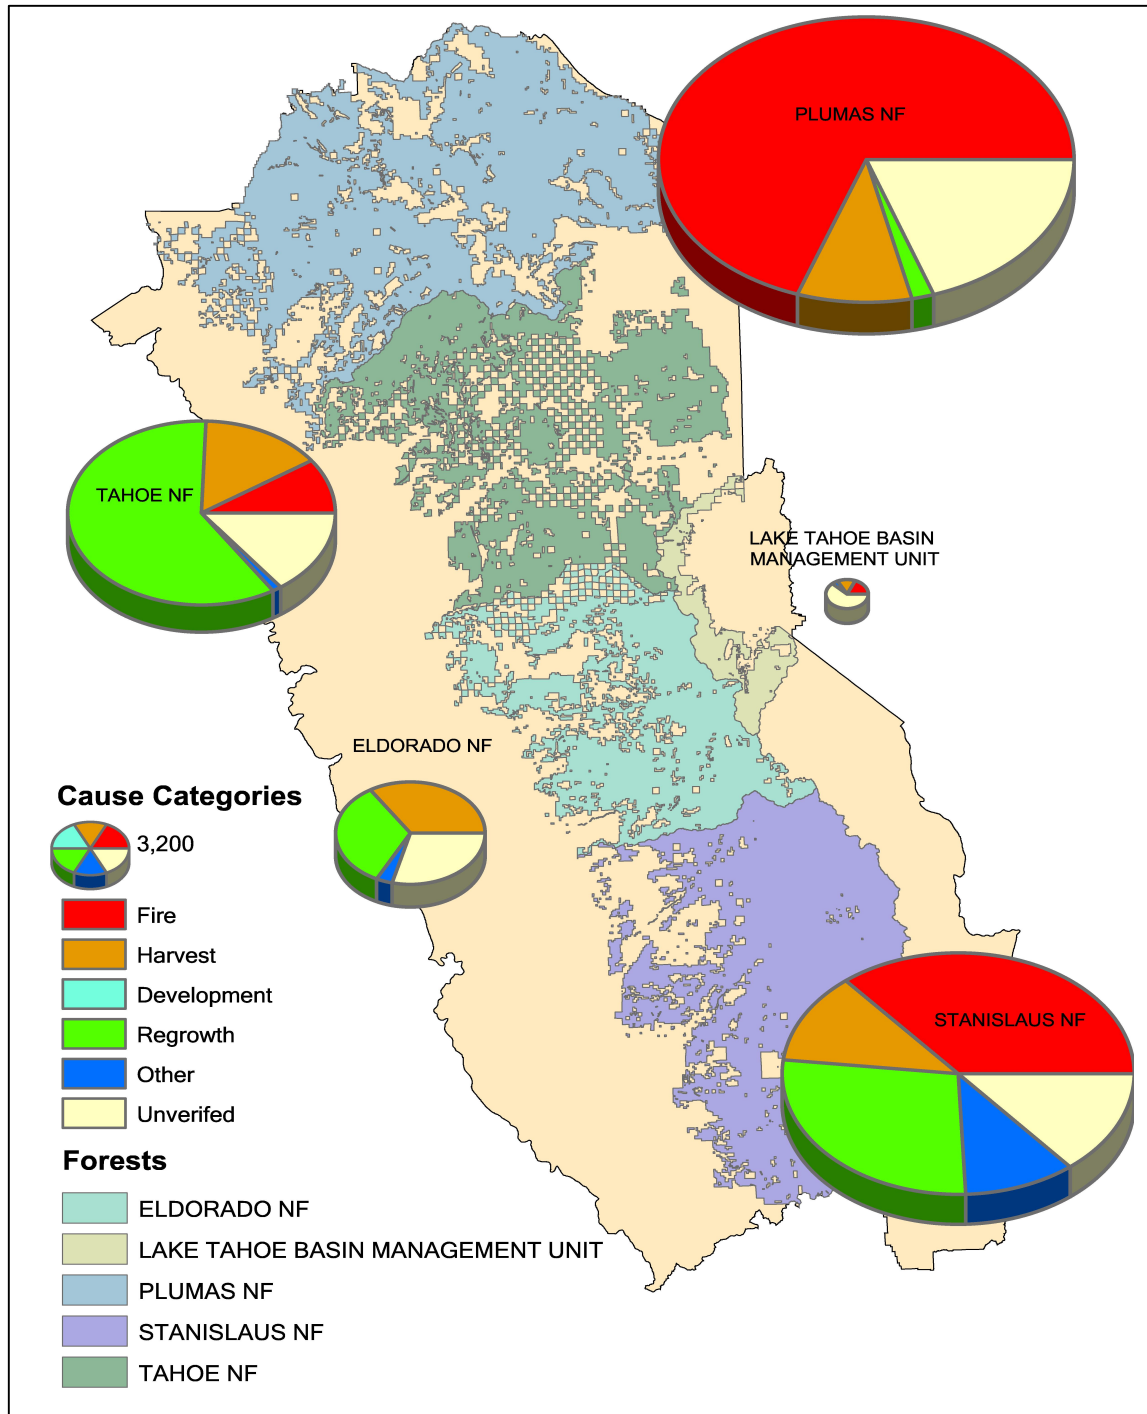 PLUMAS NF
TAHOE NF
LAKE TAHOE BASIN
MANAGEMENT UNIT
ELDORADO NF
STANISLAUS NF
Cause Categories
3,200
Fire
Harvest
Development
Regrowth
Other
Unverifed
Forests
ELDORADO NF
LAKE TAHOE BASIN MANAGEMENT UNIT
PLUMAS NF
STANISLAUS NF
TAHOE NF